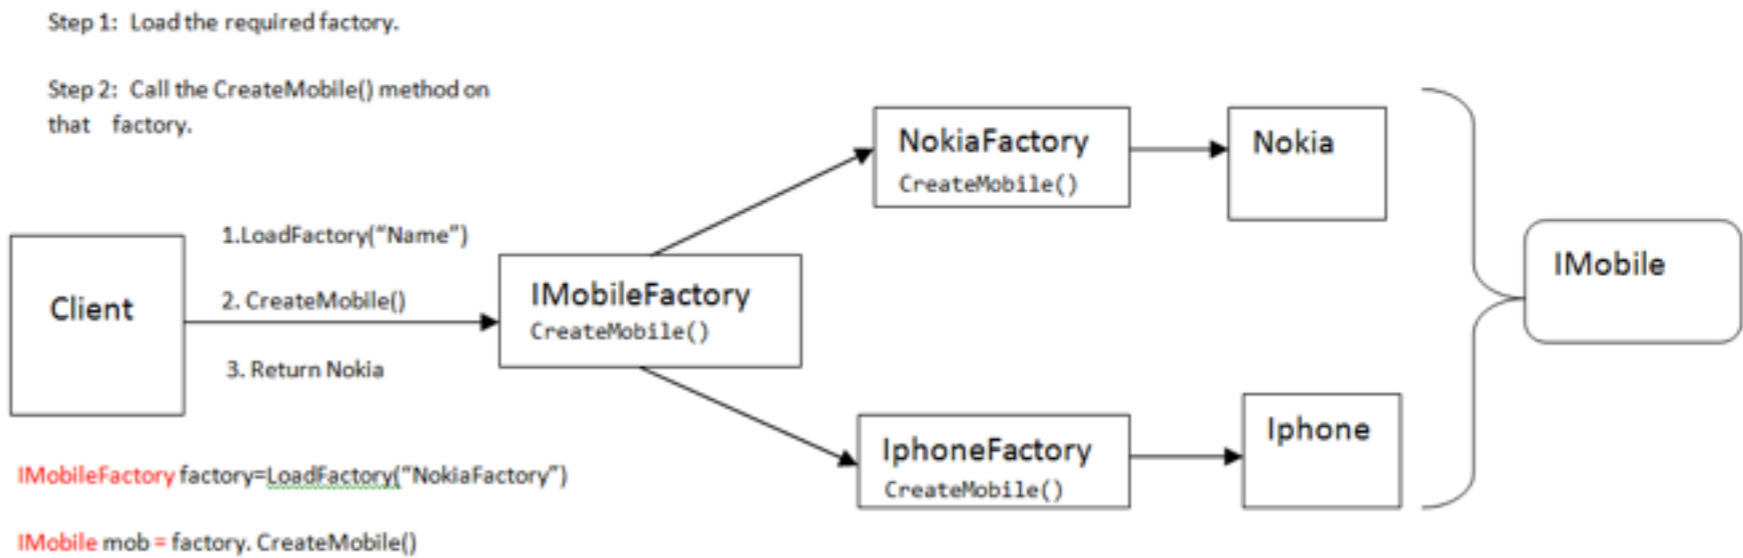 Step 1:  Load the required factory.
Step 2:  Call the CreateMobile() method on
that    factory.
NokiaFactory
CreateMobile()
Nokia
1.LoadFactory(“Name”)
Client
2. CreateMobile()
3. Return Nokia
IMobileFactory
CreateMobile()
IMobile
IphoneFactory
CreateMobile()
Iphone
IMobileFactory factory=LoadFactory(“NokiaFactory”)
IMobile mob = factory. CreateMobile()